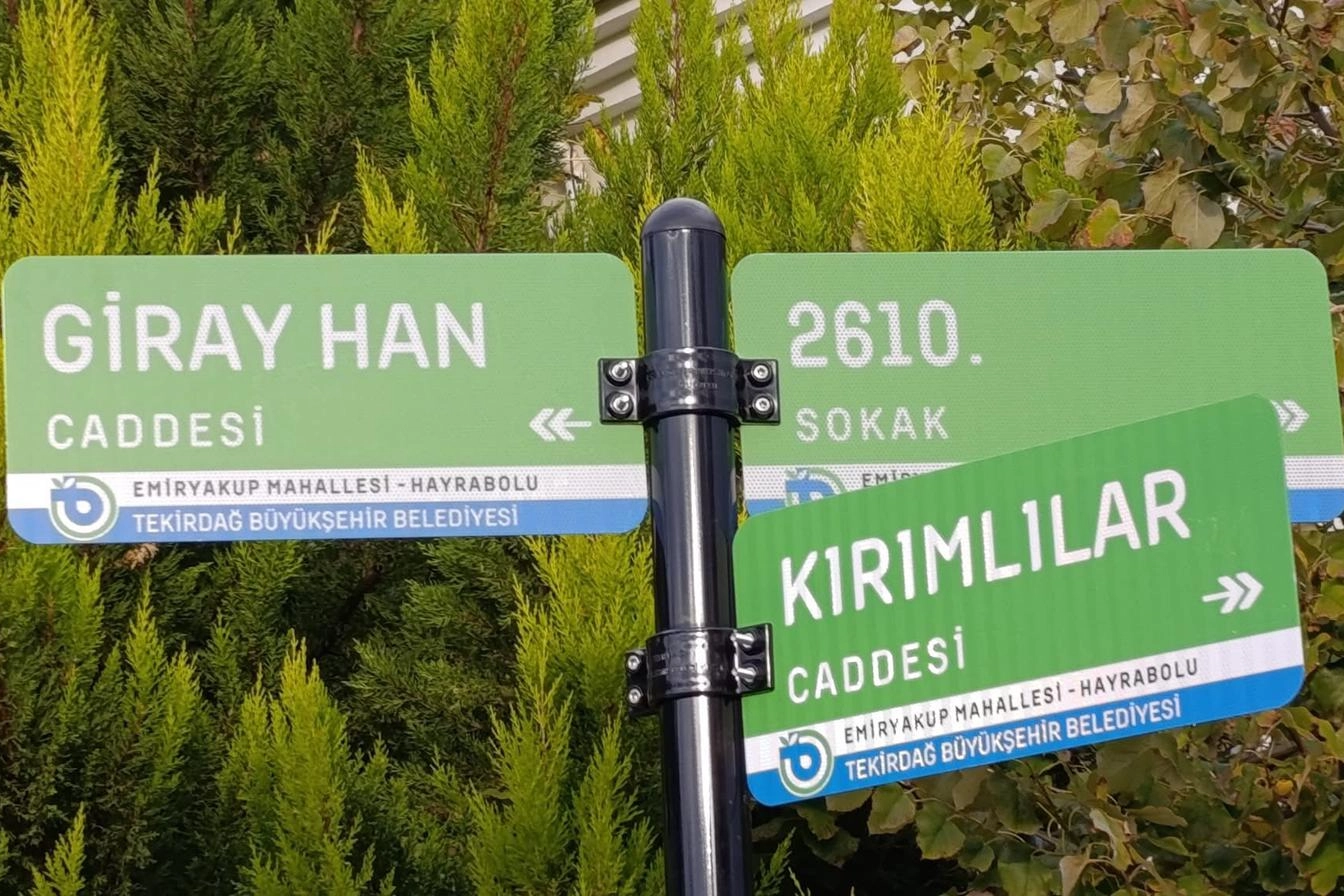 GİRAY HAN
CADDESİ
EMİRYAKUP MAHALLESİ - HAYRABOLU
TEKİRDAĞ BÜYÜKŞEHİR BELEDİYESİ
2610.
SOKAK
KIRIMLILAR
CADDESİ
EMİRYAKUP MAHALLESİ - HAYRABOLU
TEKİRDAĞ BÜYÜKŞEHİR BELEDİYESİ